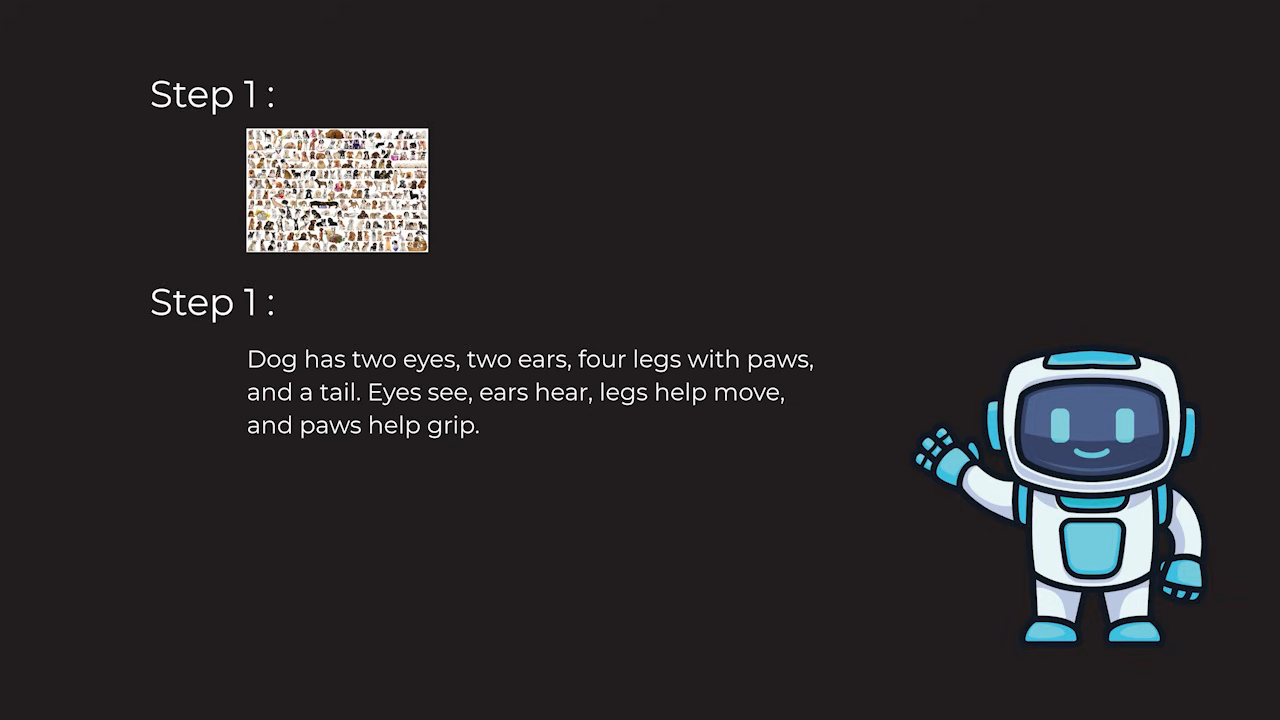 Step 1 :
Step 1 :
Dog has two eyes, two ears, four legs with paws,
and a tail. Eyes see, ears hear, legs help move,
and paws help grip.